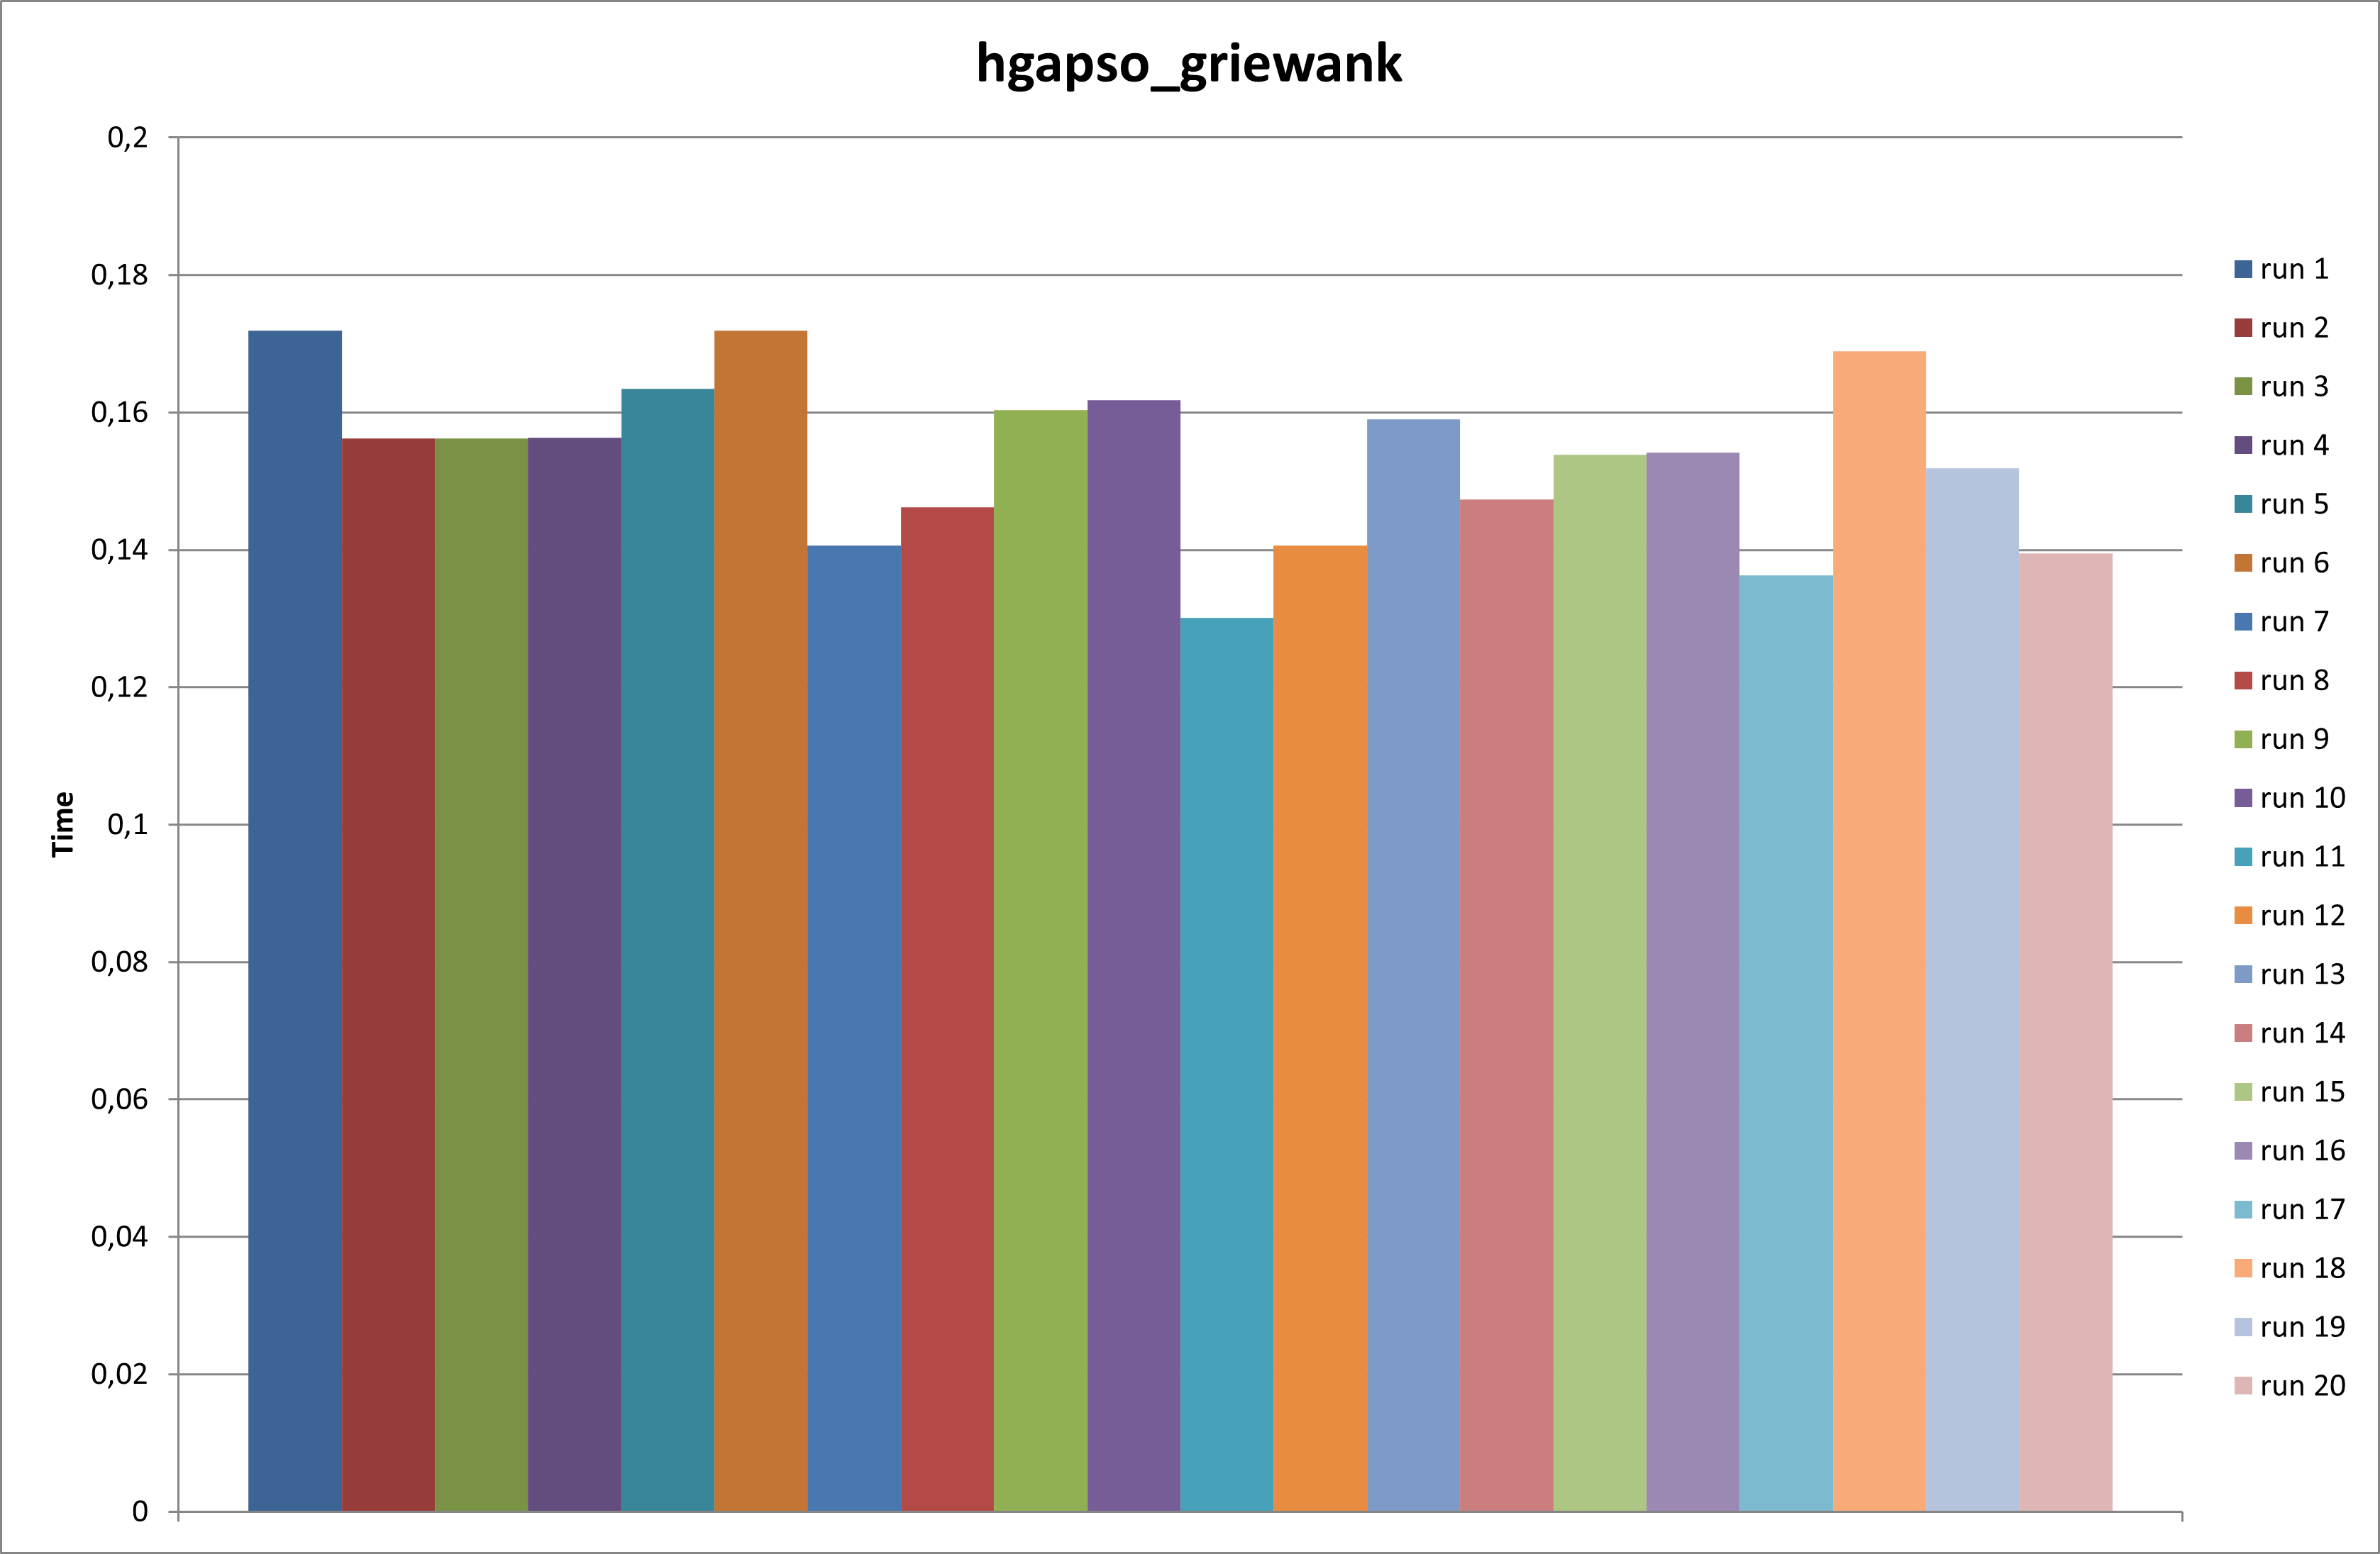 hgapso_griewank
0,2
0,18
0,16
0,14
0,12
0,1
0,08
0,06
0,04
0,02
0
Time
run 1
run 2
run 3
run 4
run 5
run 6
run 7
run 8
run 9
run 10
run 11
run 12
run 13
run 14
run 15
run 16
run 17
run 18
run 19
run 20